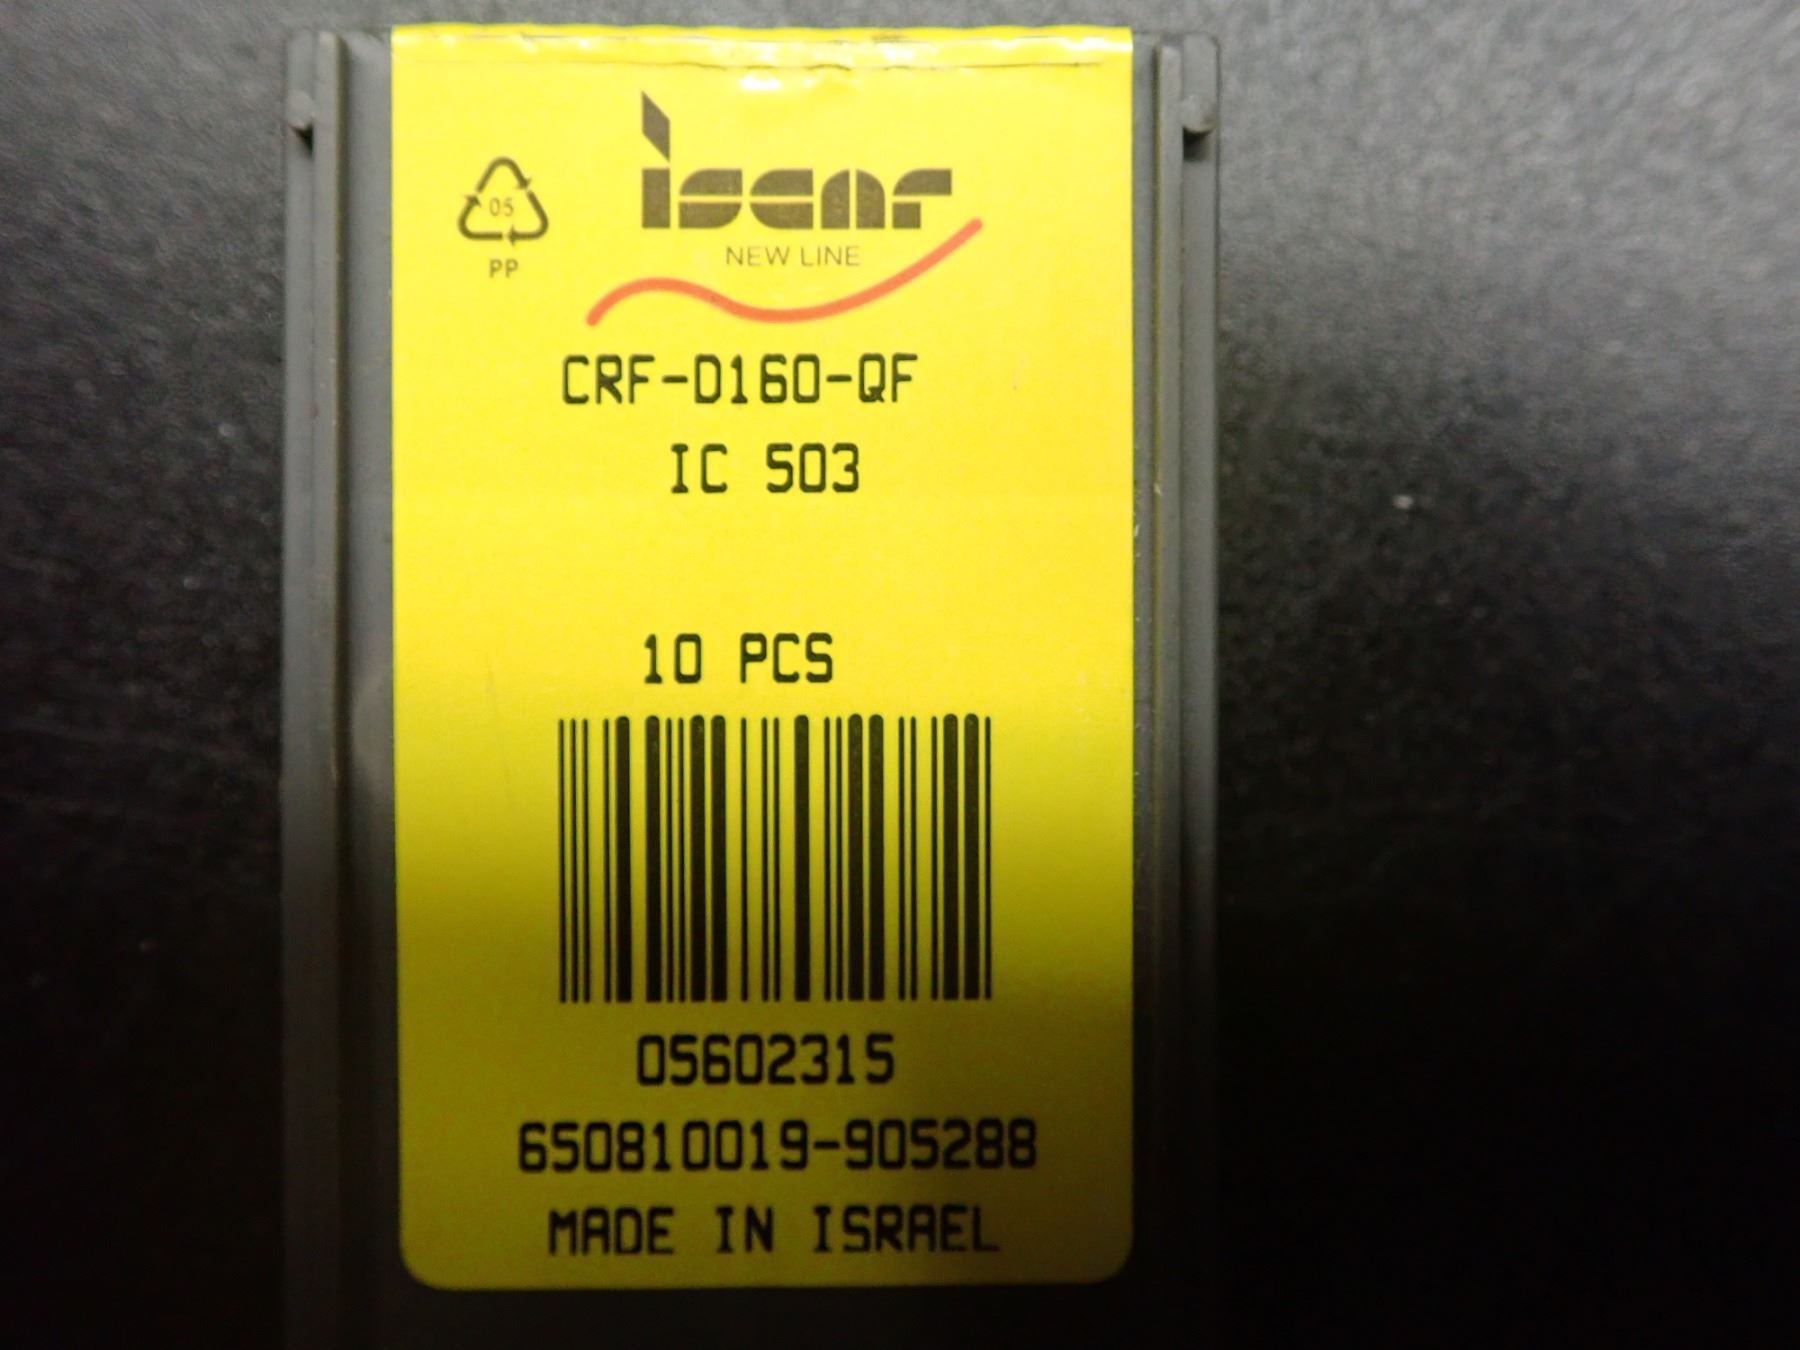 iscar
NEW LINE
05
PP
CRF-D160-QF
IC 503
10 PCS
05602315
650810019-905288
MADE IN ISRAEL